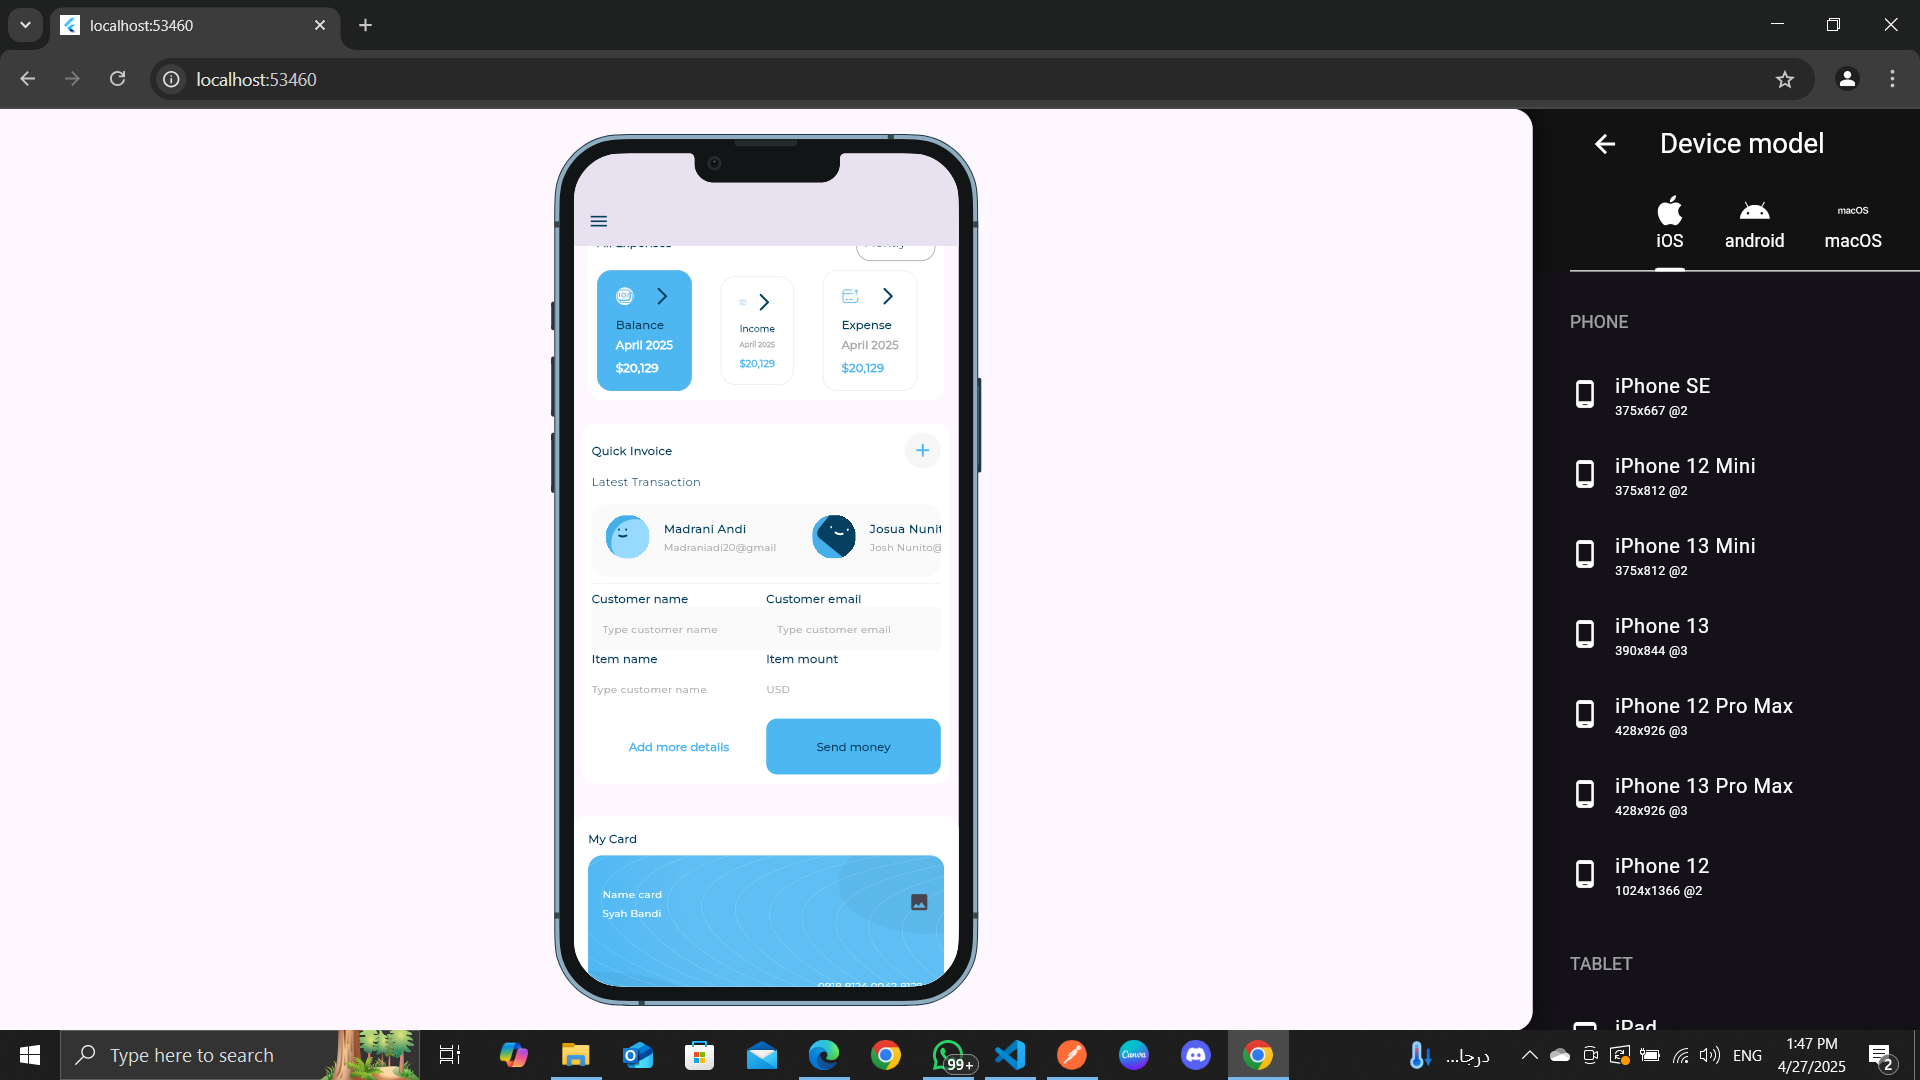 localhost:53460
localhost:53460
Device model
iOS
android
macOS
macOS
PHONE
iPhone SE
375x667 @2
iPhone 12 Mini
375x812 @2
iPhone 13 Mini
375x812 @2
iPhone 13
390x844 @3
iPhone 12 Pro Max
428x926 @3
iPhone 13 Pro Max
428x926 @3
iPhone 12
1024x1366 @2
TABLET
iPad
All Expenses
Balance
April 2025
$20,129
Income
April 2025
$20,129
Expense
April 2025
$20,129
Quick Invoice
Latest Transaction
Madrani Andi
Madraniadi20@gmail
Josua Nunit
Josh Nunito@
Customer name
Customer email
Type customer name
Type customer email
Item name
Item mount
Type customer name
USD
Add more details
Send money
My Card
Name card
Syah Bandi
Type here to search
99+
Canva
درجا...
ENG
1:47 PM
4/27/2025
2